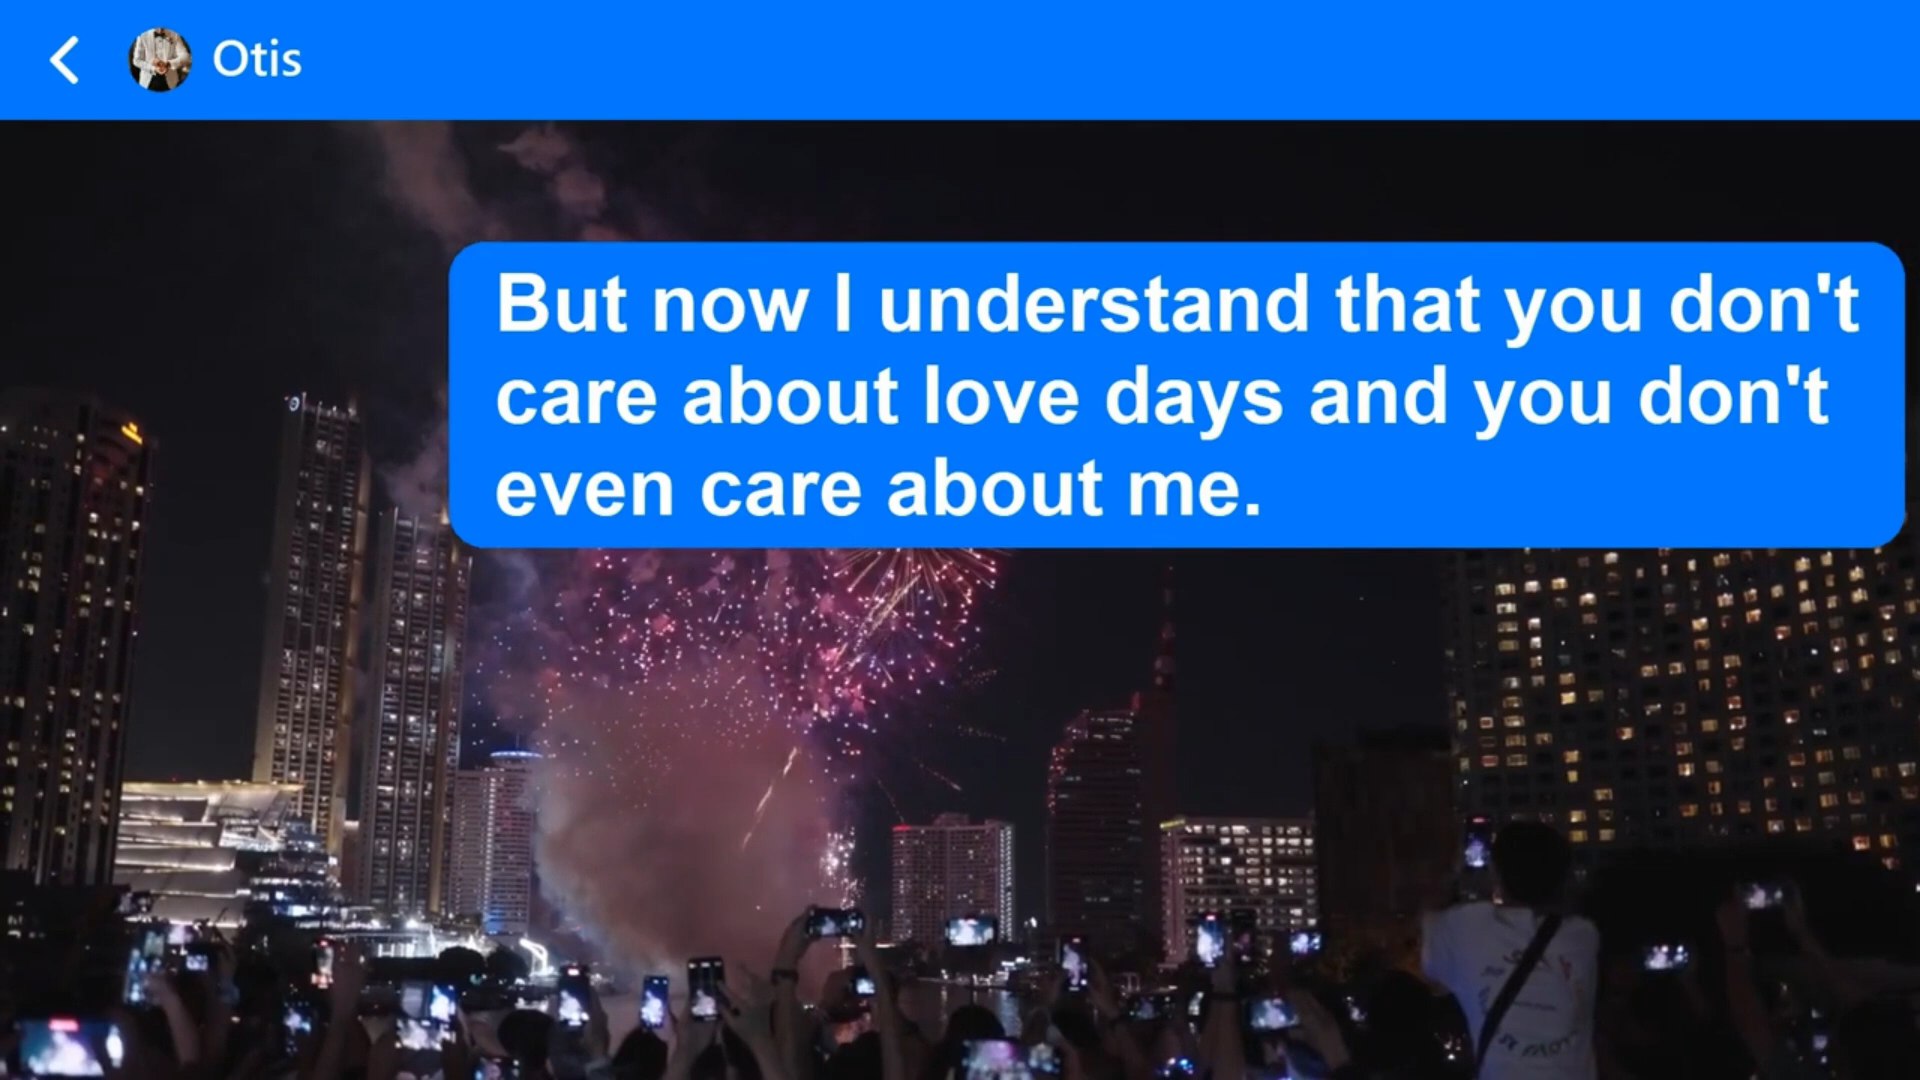 Otis
But now I understand that you don't
care about love days and you don't
even care about me.